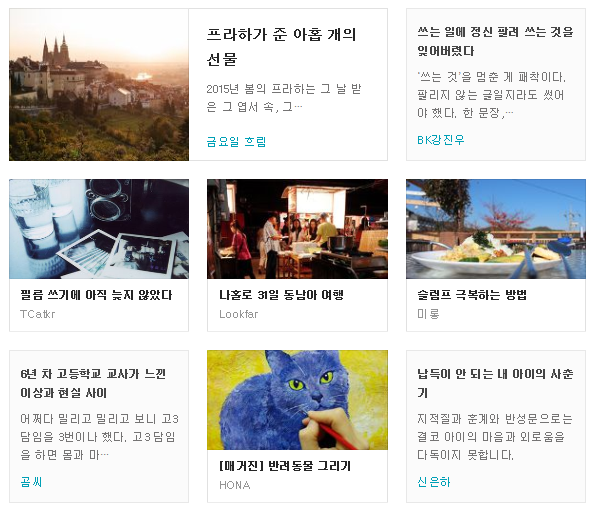 프라하가 준 아홉 개의
선물
2015년 봄의 프라하는 그 날 받
은 그 엽서 속, 그…
금요일 흐림
쓰는 일에 정신 팔려 쓰는 것을
잊어버렸다
'쓰는 것'을 멈춘 게 패착이다.
팔리지 않는 글일지라도 썼어
야 했다. 한 문장,…
BK강진우
필름 쓰기에 아직 늦지 않았다
TCatkr
나홀로 31일 동남아 여행
Lookfar
슬럼프 극복하는 방법
미롱
6년 차 고등학교 교사가 느낀
이상과 현실 사이
어쩌다 밀리고 밀리고 보니 고3
담임을 3번이나 했다. 고3 담임
을 하면 몸과 마…
곰씨
[매거진] 반려동물 그리기
HONA
납득이 안 되는 내 아이의 사춘
기
지적질과 훈계와 반성문으로는
결코 아이의 마음과 외로움을
다독이지 못합니다.
신은하